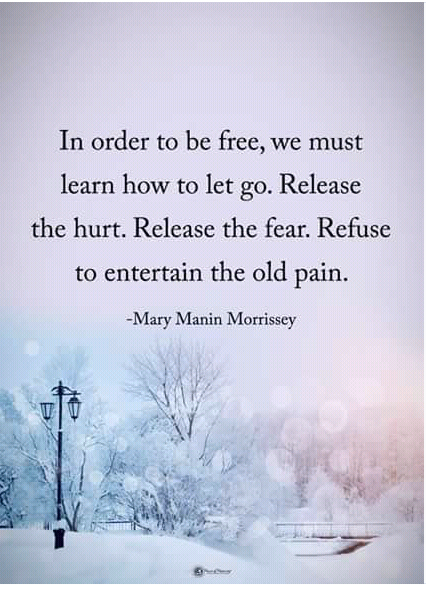 In order to be free, we must
learn how to let go. Release
the hurt. Release the fear. Refuse
to entertain the old pain.
-Mary Manin Morrissey